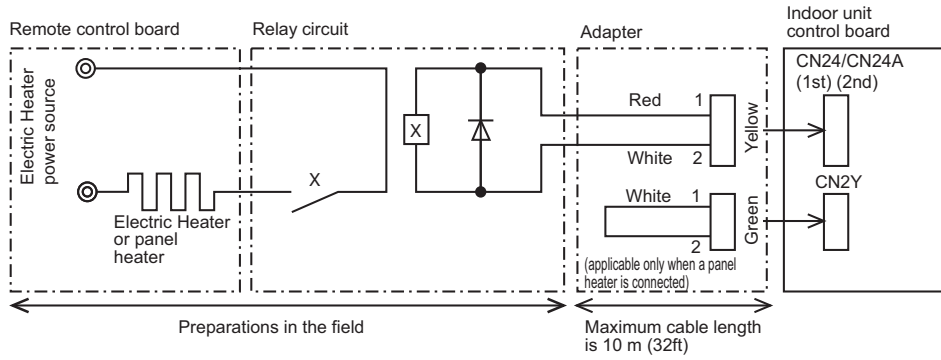 Remote control board
Relay circuit
Adapter
Indoor unit
control board
Electric Heater
power source
Electric Heater
or panel
heater
X
X
Red
1
White
2
Yellow
White
1
2
Green
(applicable only when a panel
heater is connected)
CN24/CN24A
(1st) (2nd)
CN2Y
Preparations in the field
Maximum cable length
is 10 m (32ft)